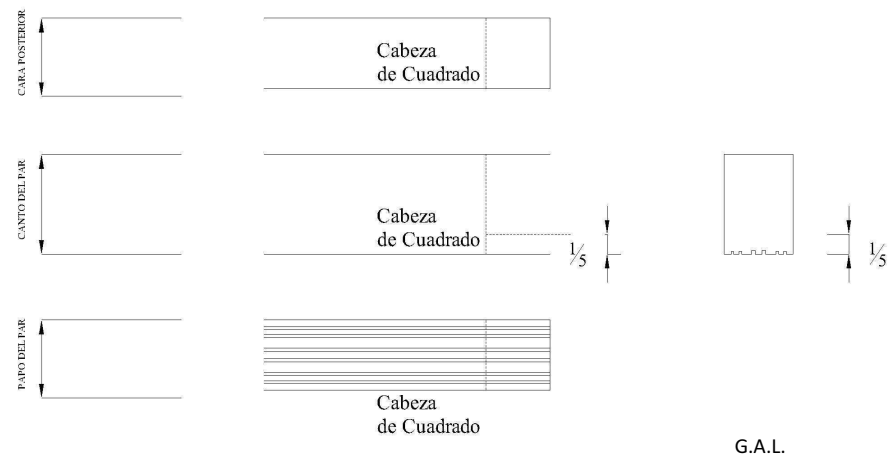 CARA POSTERIOR
Cabeza
de Cuadrado
CANTO DEL PAR
Cabeza
de Cuadrado
1/5
1/5
PAPO DEL PAR
Cabeza
de Cuadrado
G.A.L.